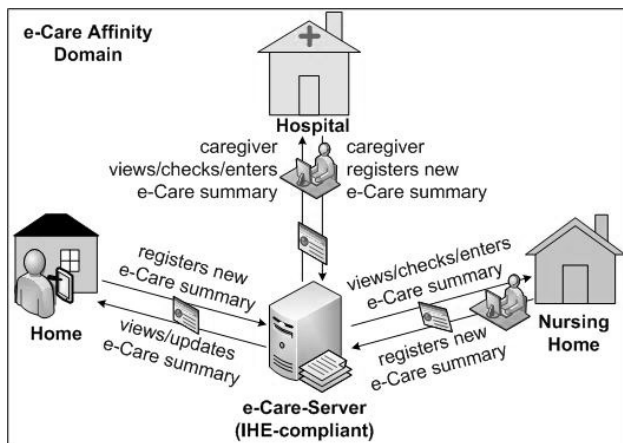 e-Care Affinity
Domain
Hospital
caregiver
views/checks/enters
e-Care summary
caregiver
registers new
e-Care summary
registers new
e-Care summary
Home
views/updates
e-Care summary
views/checks/enters
e-Care summary
registers new
e-Care summary
Nursing
Home
e-Care-Server
(IHE-compliant)